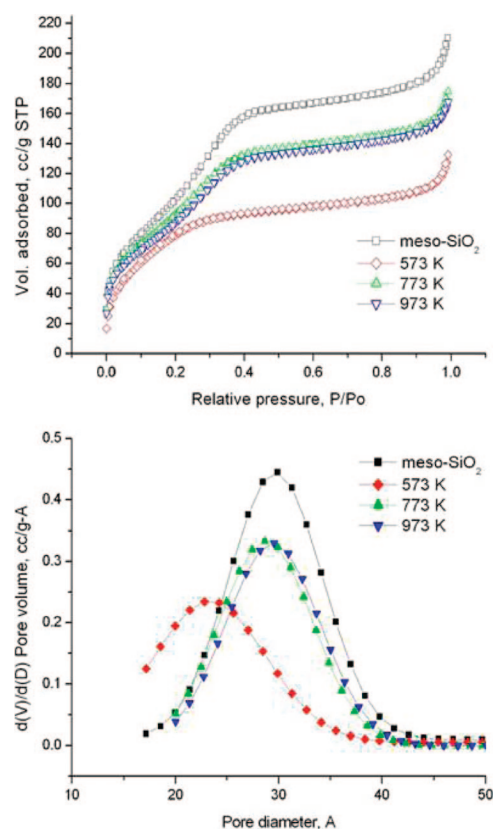 220
200
180
160
140
120
100
80
60
40
20
0
Vol. adsorbed, cc/g STP
meso-SiO₂
573 K
773 K
973 K
0.0 0.2 0.4 0.6 0.8 1.0
Relative pressure, P/Po
0.5
0.4
0.3
0.2
0.1
0.0
d(V)/d(D) Pore volume, cc/g-A
meso-SiO₂
573 K
773 K
973 K
10 20 30 40 50
Pore diameter, A